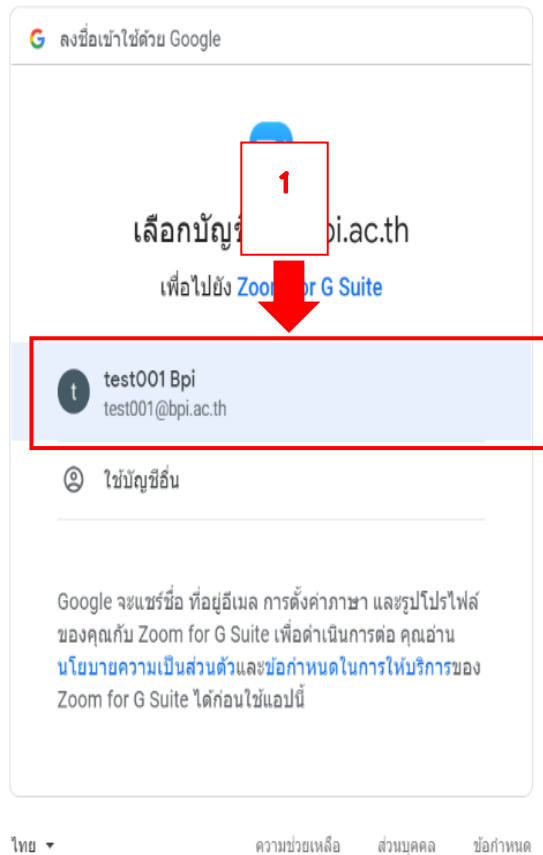 ลงชื่อเข้าใช้ด้วย Google
1
เลือกบัญ pi.ac.th
เพื่อไปยัง Zoo r G Suite
t
test001 Bpi
test001@bpi.ac.th
ใช้บัญชีอื่น
Google จะแชร์ชื่อ ที่อยู่อีเมล การตั้งค่าภาษา และรูปโปรไฟล์
ของคุณกับ Zoom for G Suite เพื่อดำเนินการต่อ คุณอ่าน
นโยบายความเป็นส่วนตัวและข้อกำหนดในการให้บริการของ
Zoom for G Suite ได้ก่อนใช้แอปนี้
ไทย
ความช่วยเหลือ ส่วนบุคคล ข้อกำหนด